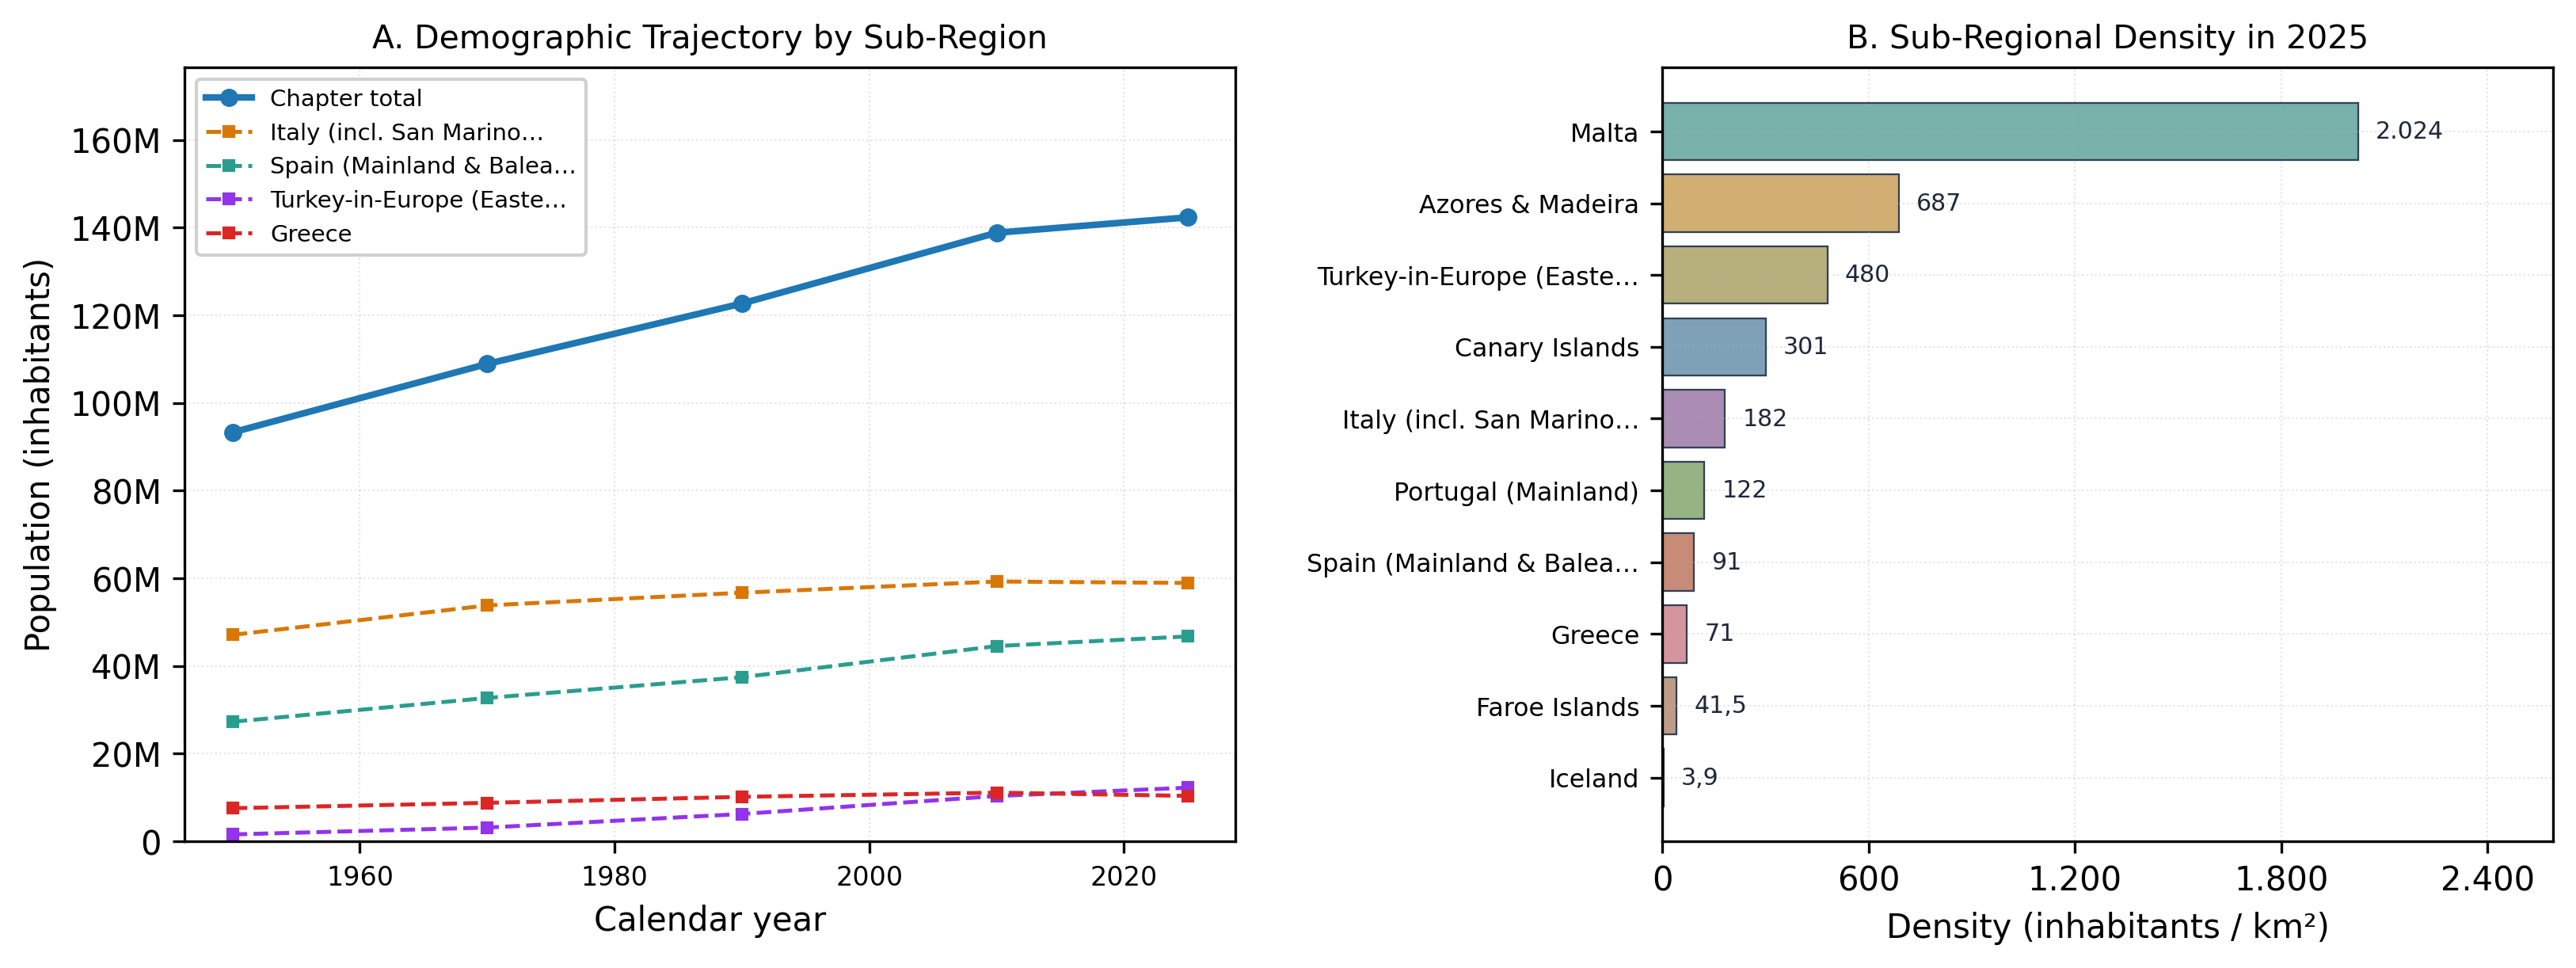 A. Demographic Trajectory by Sub-Region
Population (inhabitants)
160M
140M
120M
100M
80M
60M
40M
20M
0
Chapter total
Italy (incl. San Marino…
Spain (Mainland & Balea…
Turkey-in-Europe (Easte…
Greece
1960 1980 2000 2020
Calendar year
B. Sub-Regional Density in 2025
Malta 2.024
Azores & Madeira 687
Turkey-in-Europe (Easte… 480
Canary Islands 301
Italy (incl. San Marino… 182
Portugal (Mainland) 122
Spain (Mainland & Balea… 91
Greece 71
Faroe Islands 41,5
Iceland 3,9
0 600 1.200 1.800 2.400
Density (inhabitants / km²)